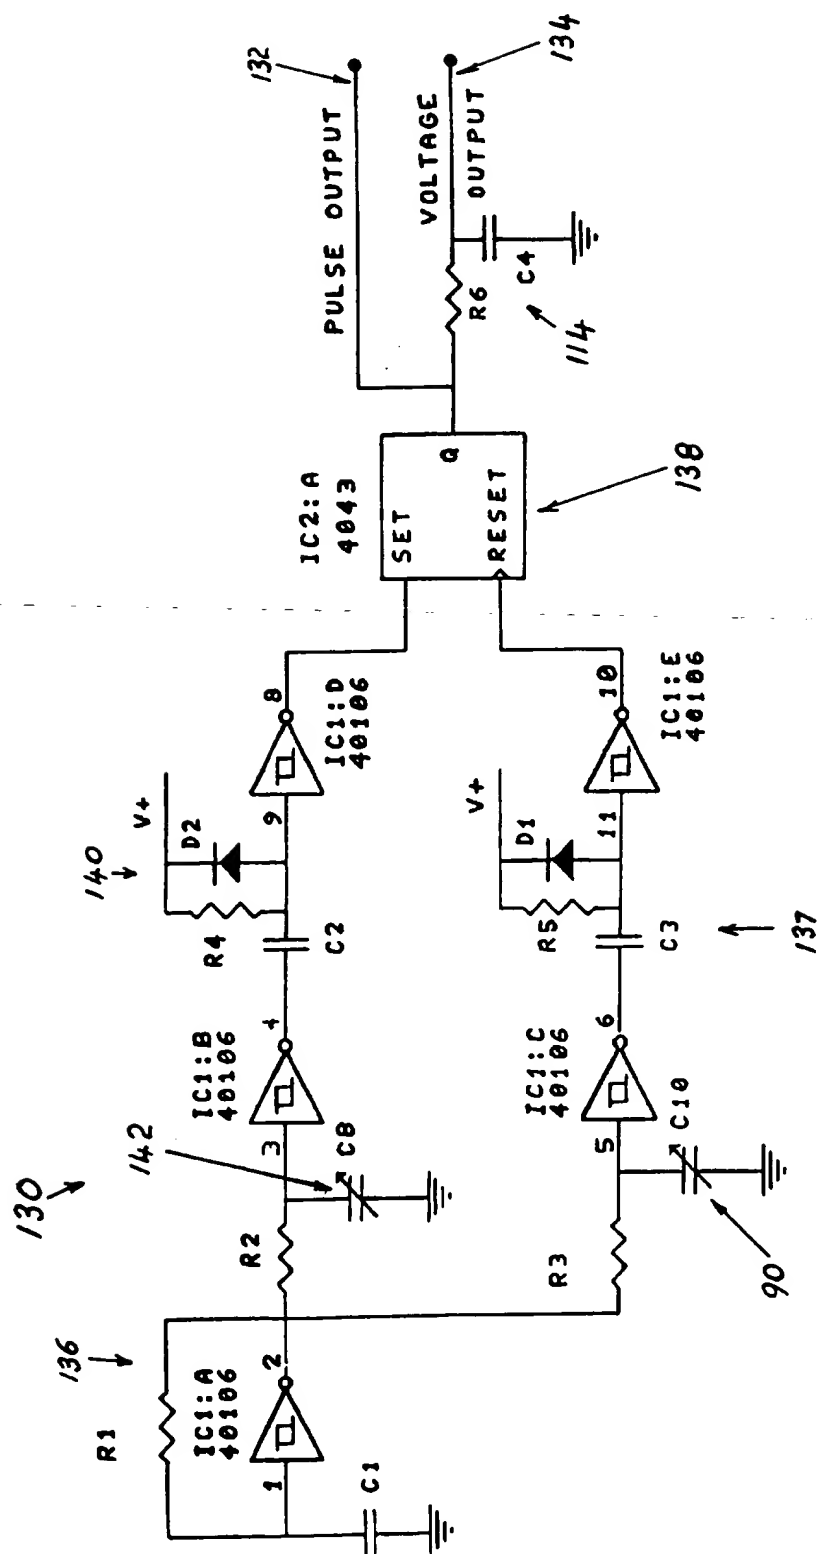 130
136
R1
IC1:A
40106
1
2
C1
R2
142
C8
3
IC1:B
40106
4
140
R4
C2
V+
D2
9
8
IC1:D
40106
R3
90
C10
5
IC1:C
40106
6
137
R5
C3
V+
D1
11
10
IC1:E
40106
IC2:A
4043
SET
RESET
Q
138
PULSE OUTPUT
132
R6
C4
114
VOLTAGE
OUTPUT
134